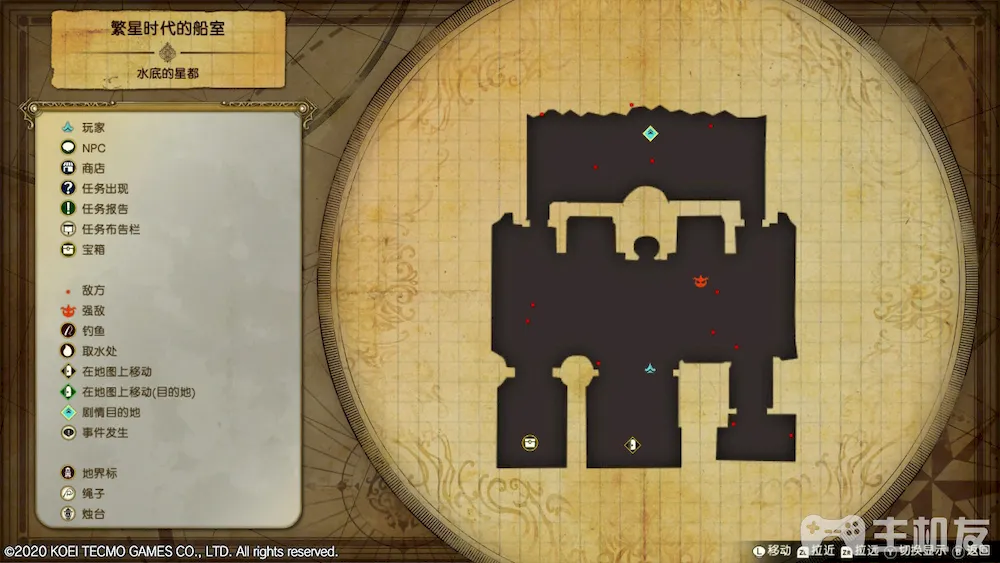 繁星时代的船室
水底的星都
玩家
NPC
商店
任务出现
任务报告
任务布告栏
宝箱
敌方
强敌
钓鱼
取水处
在地图上移动
在地图上移动(目的地)
剧情目的地
事件发生
地界标
绳子
烛台
©2020 KOEI TECMO GAMES CO., LTD. All rights reserved.
主机友
L 移动 ZL 拉近 ZR 拉远 Y 切换显示 B 返回